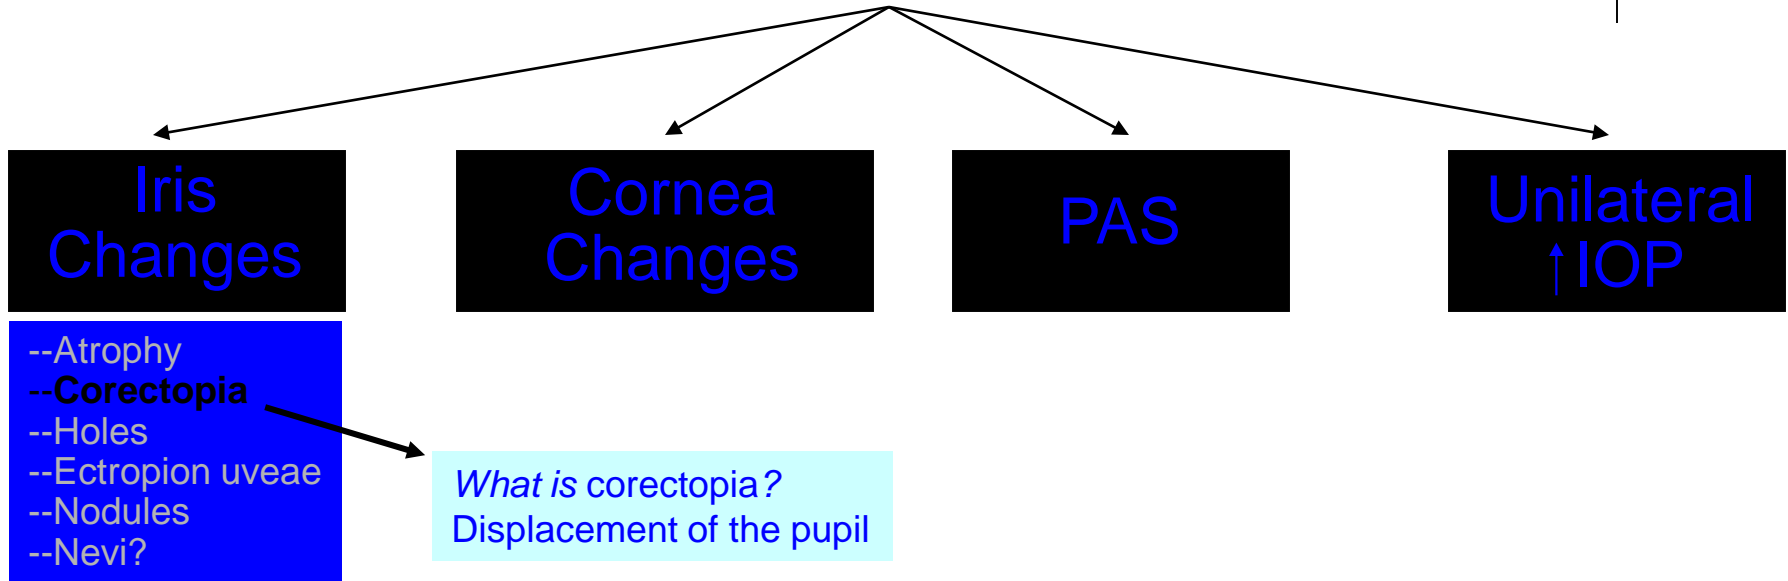 Iris
Changes
Cornea
Changes
PAS
Unilateral
↑IOP
--Atrophy
--Corectopia
--Holes
--Ectropion uveae
--Nodules
--Nevi?
What is corectopia?
Displacement of the pupil